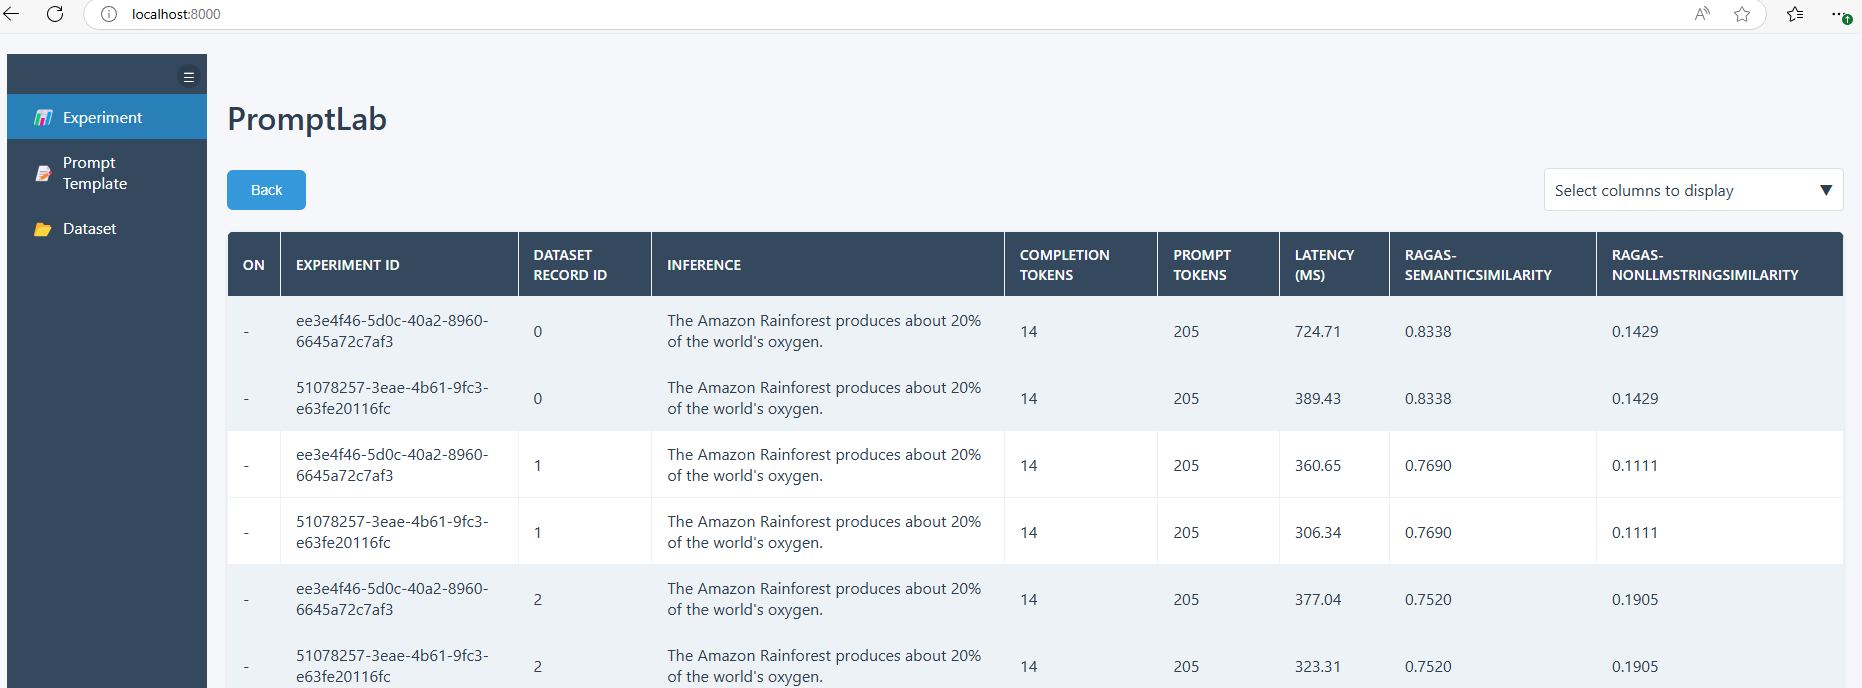 localhost:8000
Experiment
Prompt
Template
Dataset
PromptLab
Back
Select columns to display
ON
EXPERIMENT ID
DATASET
RECORD ID
INFERENCE
COMPLETION
TOKENS
PROMPT
TOKENS
LATENCY
(MS)
RAGAS-
SEMANTICSIMILARITY
RAGAS-
NONLLMSTRINGSIMILARITY
-
ee3e4f46-5d0c-40a2-8960-
6645a72c7af3
0
The Amazon Rainforest produces about 20%
of the world's oxygen.
14
205
724.71
0.8338
0.1429
-
51078257-3eae-4b61-9fc3-
e63fe20116fc
0
The Amazon Rainforest produces about 20%
of the world's oxygen.
14
205
389.43
0.8338
0.1429
-
ee3e4f46-5d0c-40a2-8960-
6645a72c7af3
1
The Amazon Rainforest produces about 20%
of the world's oxygen.
14
205
360.65
0.7690
0.1111
-
51078257-3eae-4b61-9fc3-
e63fe20116fc
1
The Amazon Rainforest produces about 20%
of the world's oxygen.
14
205
306.34
0.7690
0.1111
-
ee3e4f46-5d0c-40a2-8960-
6645a72c7af3
2
The Amazon Rainforest produces about 20%
of the world's oxygen.
14
205
377.04
0.7520
0.1905
-
51078257-3eae-4b61-9fc3-
e63fe20116fc
2
The Amazon Rainforest produces about 20%
of the world's oxygen.
14
205
323.31
0.7520
0.1905